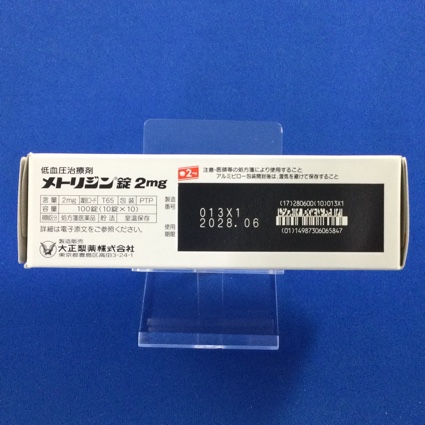 低血圧治療剤
メトリジン®錠2mg
含量 2mg 識別コード T65 包装 PTP
容量 100錠(10錠×10)
規制区分 処方箋医薬品 貯法 室温保存
詳細は電子添文をご参照ください。
製造販売
大正製薬株式会社
東京都豊島区高田3-24-1
2mg
注意-医師等の処方箋により使用すること
アルミピロー包装開封後は、湿気を避けて保存すること
製造番号
013X1
使用期限
2028.06
(17)280600(10)013X1
(01)14987306065847